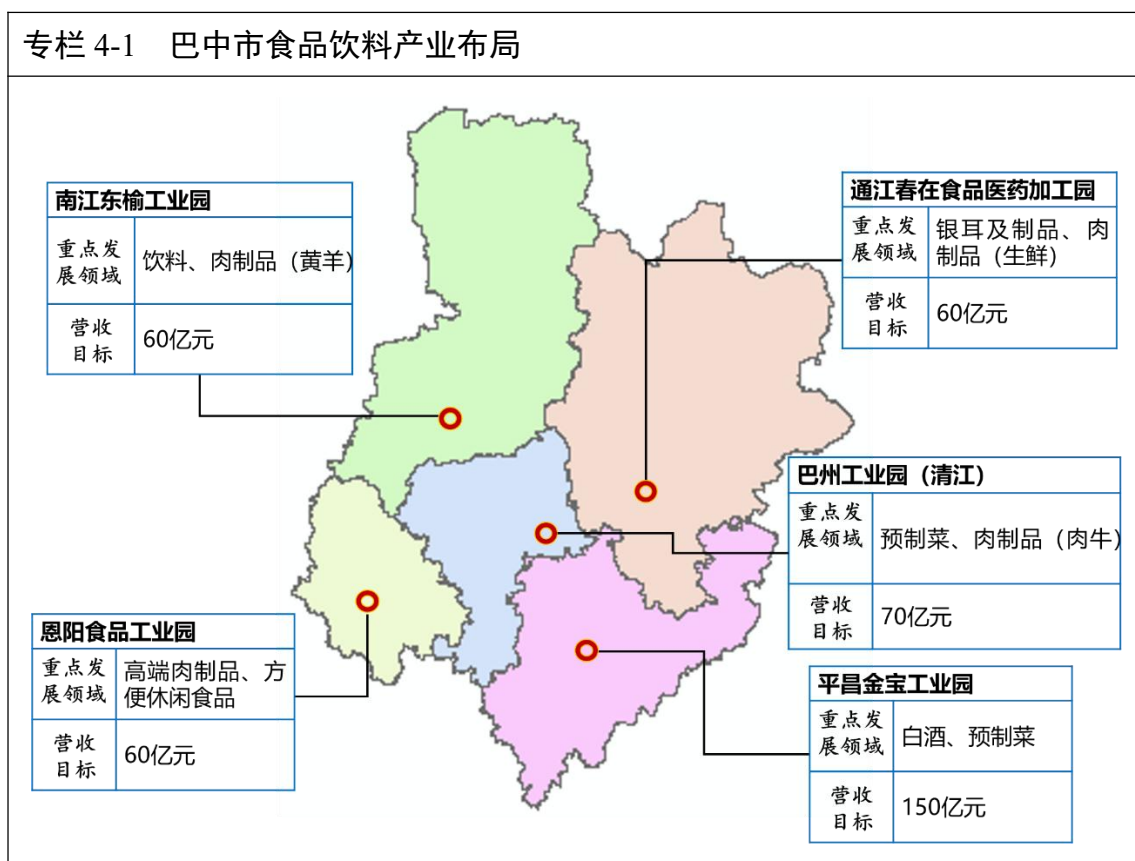 专栏 4-1 巴中市食品饮料产业布局
南江东榆工业园
重点发
展领域
饮料、肉制品（黄羊）
营收
目标
60亿元
通江春在食品医药加工园
重点发
展领域
银耳及制品、肉
制品（生鲜）
营收
目标
60亿元
巴州工业园（清江）
重点发
展领域
预制菜、肉制品（肉牛）
营收
目标
70亿元
恩阳食品工业园
重点发
展领域
高端肉制品、方
便休闲食品
营收
目标
60亿元
平昌金宝工业园
重点发
展领域
白酒、预制菜
营收
目标
150亿元